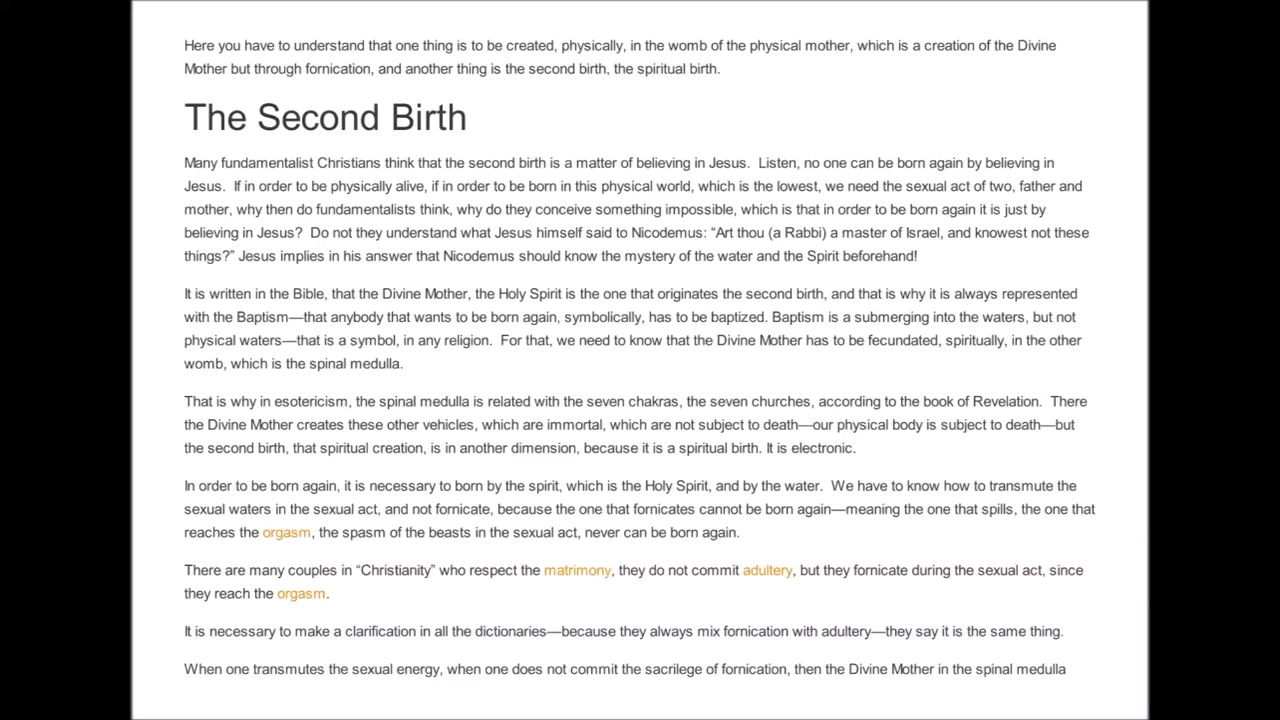 Here you have to understand that one thing is to be created, physically, in the womb of the physical mother, which is a creation of the Divine
Mother but through fornication, and another thing is the second birth, the spiritual birth.
The Second Birth
Many fundamentalist Christians think that the second birth is a matter of believing in Jesus.  Listen, no one can be born again by believing in
Jesus.  If in order to be physically alive, if in order to be born in this physical world, which is the lowest, we need the sexual act of two, father and
mother, why then do fundamentalists think, why do they conceive something impossible, which is that in order to be born again it is just by
believing in Jesus?  Do not they understand what Jesus himself said to Nicodemus: “Art thou (a Rabbi) a master of Israel, and knowest not these
things?” Jesus implies in his answer that Nicodemus should know the mystery of the water and the Spirit beforehand!
It is written in the Bible, that the Divine Mother, the Holy Spirit is the one that originates the second birth, and that is why it is always represented
with the Baptism—that anybody that wants to be born again, symbolically, has to be baptized. Baptism is a submerging into the waters, but not
physical waters—that is a symbol, in any religion.  For that, we need to know that the Divine Mother has to be fecundated, spiritually, in the other
womb, which is the spinal medulla.
That is why in esotericism, the spinal medulla is related with the seven chakras, the seven churches, according to the book of Revelation.  There
the Divine Mother creates these other vehicles, which are immortal, which are not subject to death—our physical body is subject to death—but
the second birth, that spiritual creation, is in another dimension, because it is a spiritual birth. It is electronic.
In order to be born again, it is necessary to born by the spirit, which is the Holy Spirit, and by the water.  We have to know how to transmute the
sexual waters in the sexual act, and not fornicate, because the one that fornicates cannot be born again—meaning the one that spills, the one that
reaches the orgasm, the spasm of the beasts in the sexual act, never can be born again.
There are many couples in “Christianity” who respect the matrimony, they do not commit adultery, but they fornicate during the sexual act, since
they reach the orgasm.
It is necessary to make a clarification in all the dictionaries—because they always mix fornication with adultery—they say it is the same thing.
When one transmutes the sexual energy, when one does not commit the sacrilege of fornication, then the Divine Mother in the spinal medulla